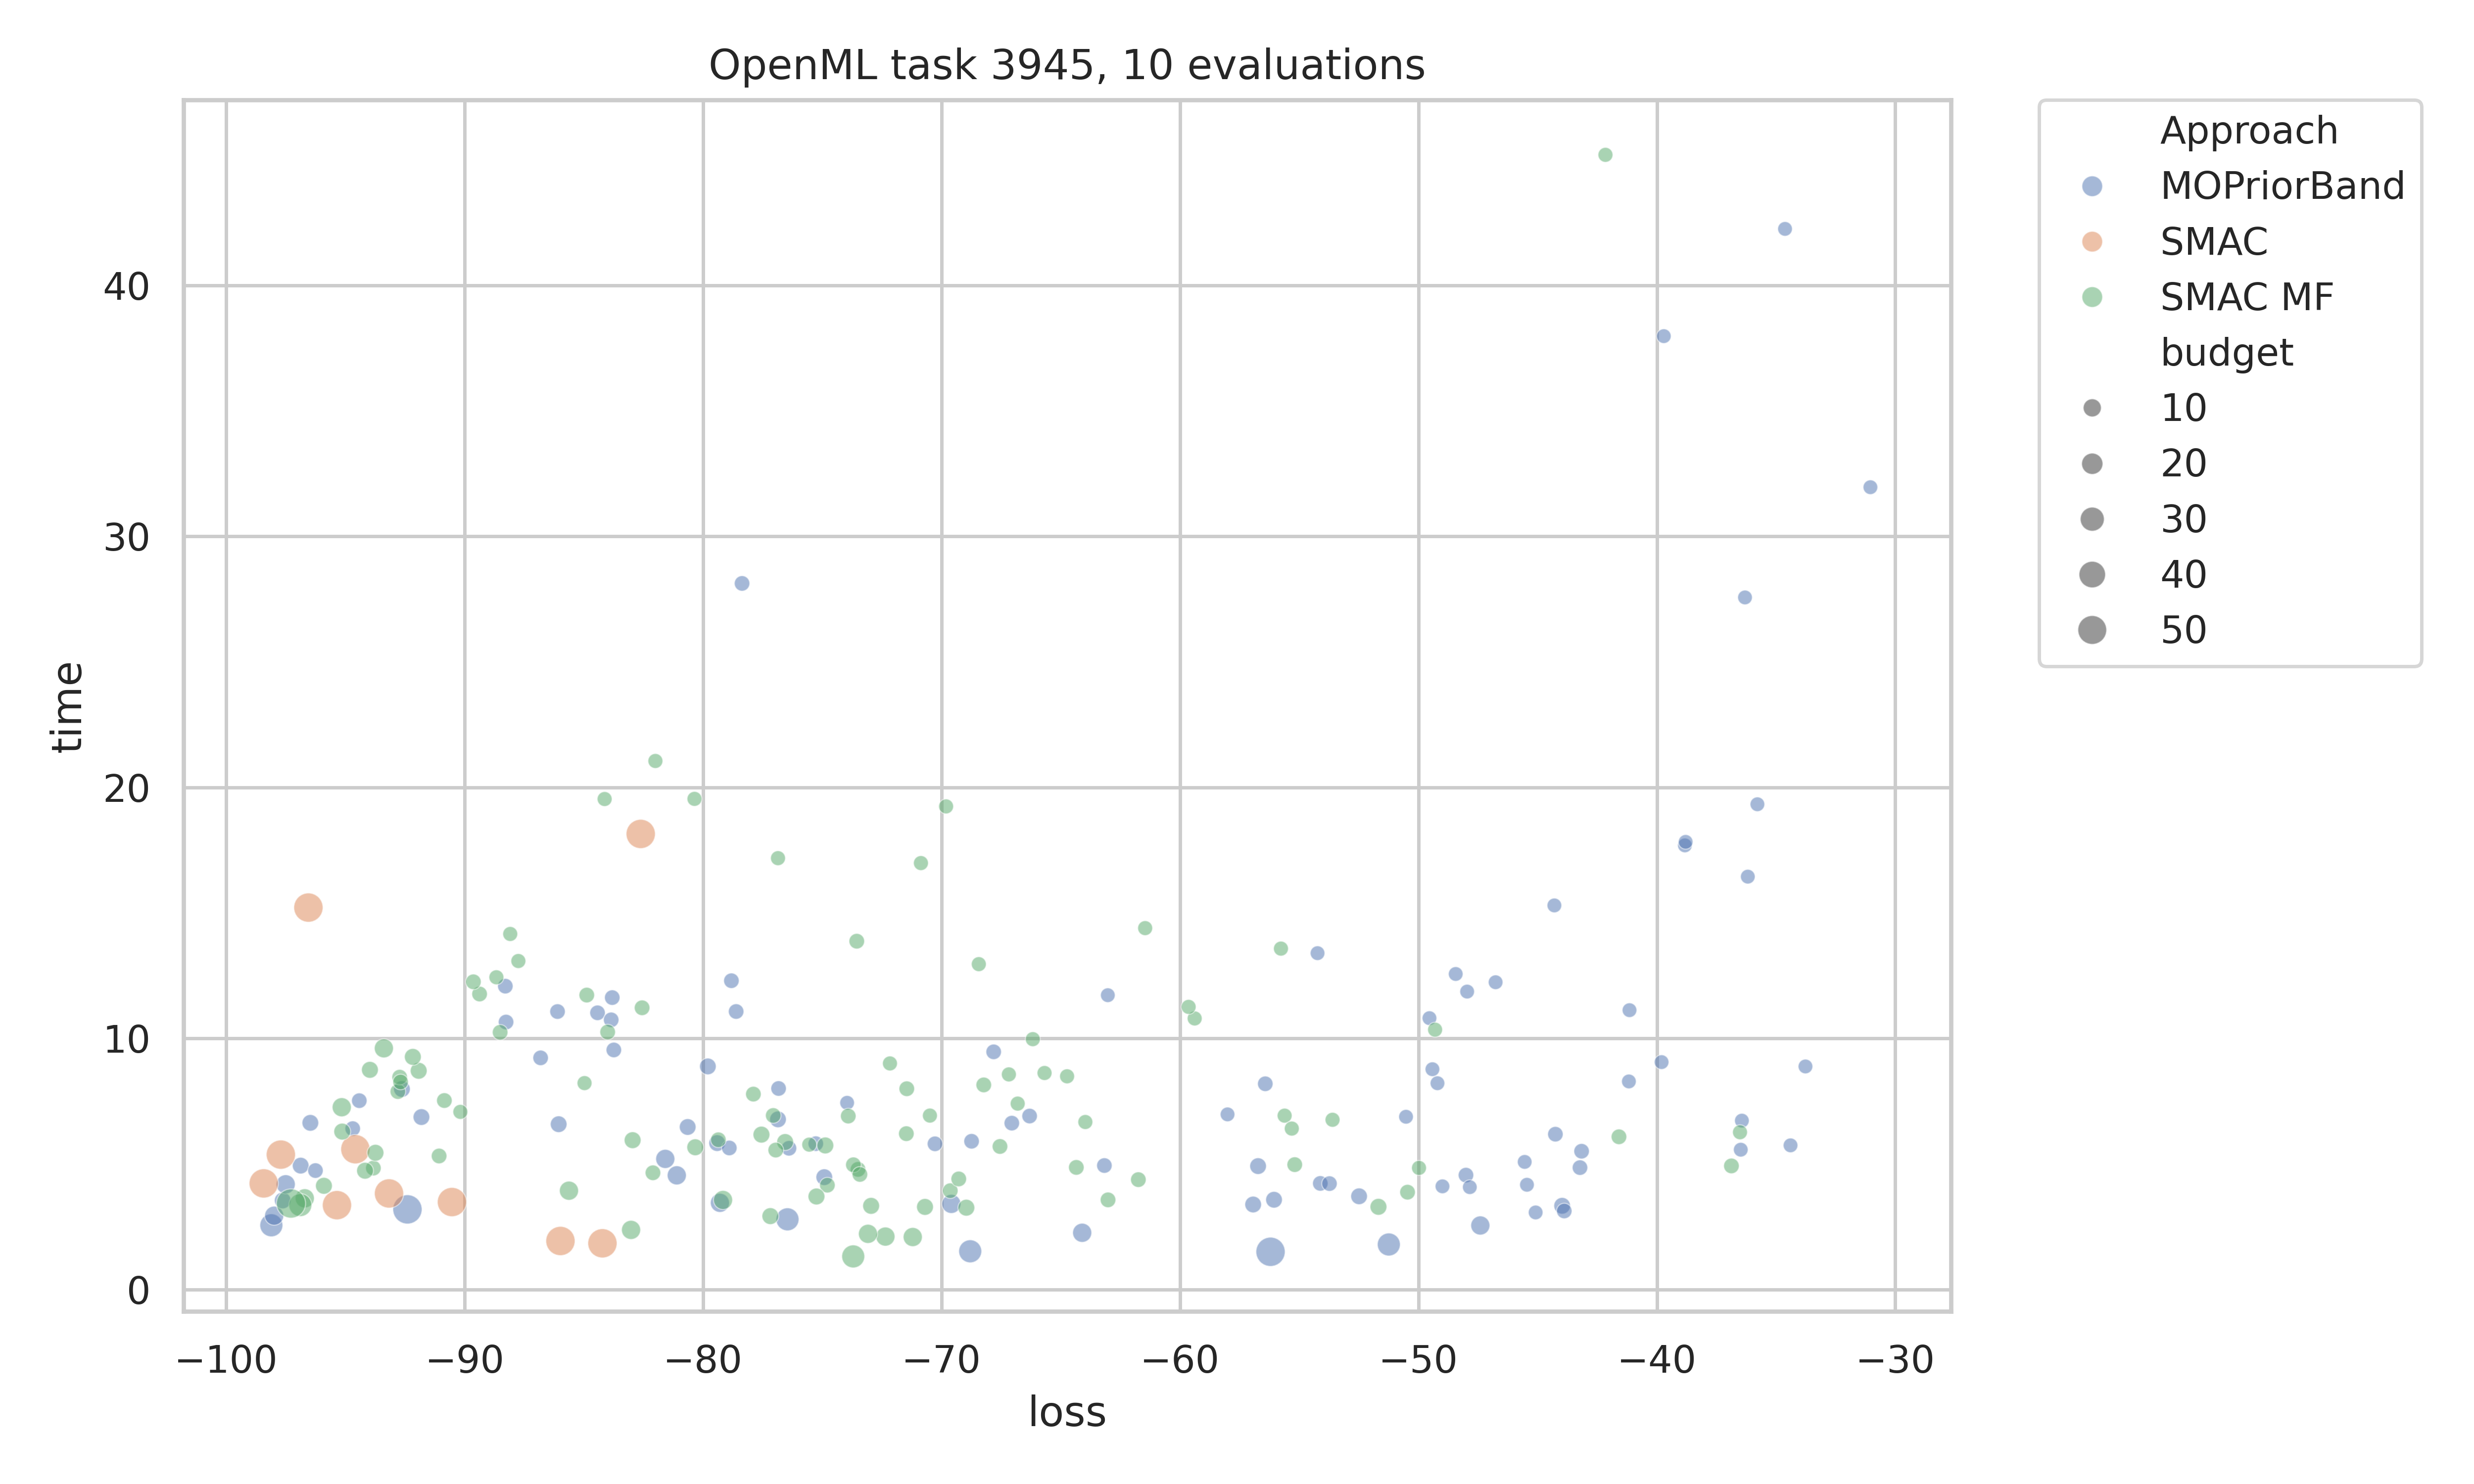 OpenML task 3945, 10 evaluations
Approach
MOPriorBand
SMAC
SMAC MF
budget
10
20
30
40
50
time
40
30
20
10
0
−100 −90 −80 −70 −60 −50 −40 −30
loss